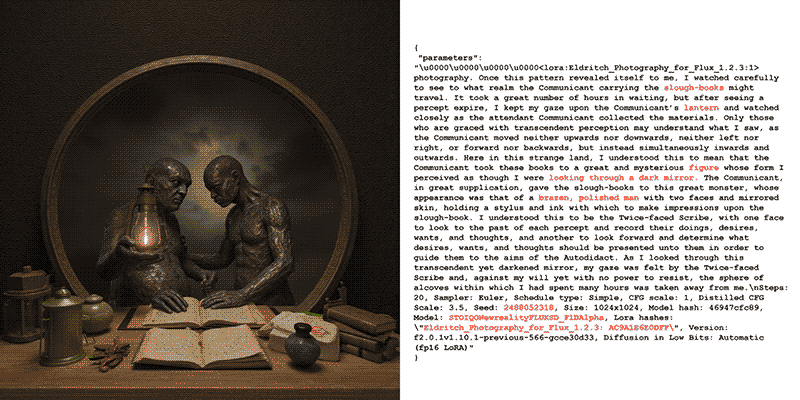 {
"parameters":
"\u0000\u0000\u0000\u0000<lora:Eldritch_Photography_for_Flux_1.2.3:1>
photography. Once this pattern revealed itself to me, I watched carefully
to see to what realm the Communicant carrying the slough-books might
travel. It took a great number of hours in waiting, but after seeing a
percept expire, I kept my gaze upon the Communicant's lantern and watched
closely as the attendant Communicant collected the materials. Only those
who are graced with transcendent perception may understand what I saw, as
the Communicant moved neither upwards nor downwards, neither left nor
right, or forward nor backwards, but instead simultaneously inwards and
outwards. Here in this strange land, I understood this to mean that the
Communicant took these books to a great and mysterious figure whose form I
perceived as though I were looking through a dark mirror. The Communicant,
in great supplication, gave the slough-books to this great monster, whose
appearance was that of a brazen, polished man with two faces and mirrored
skin, holding a stylus and ink with which to make impressions upon the
slough-book. I understood this to be the Twice-faced Scribe, with one face
to look to the past of each percept and record their doings, desires,
wants, and thoughts, and another to look forward and determine what
desires, wants, and thoughts should be presented unto them in order to
guide them to the aims of the Autodidact. As I looked through this
transcendent yet darkened mirror, my gaze was felt by the Twice-faced
Scribe and, against my will yet with no power to resist, the sphere of
alcoves within which I had spent many hours was taken away from me.\nSteps:
20, Sampler: Euler, Schedule type: Simple, CFG scale: 1, Distilled CFG
Scale: 3.5, Seed: 2488052318, Size: 1024x1024, Model hash: 46947cfc89,
Model: STOIQONewrealityFLUXSD_F1DAlpha, Lora hashes:
\"Eldritch_Photography_for_Flux_1.2.3: AC9A1E6E0DFF\", Version:
f2.0.1v1.10.1-previous-566-gcce30d33, Diffusion in Low Bits: Automatic
(fp16 LoRA)"
}